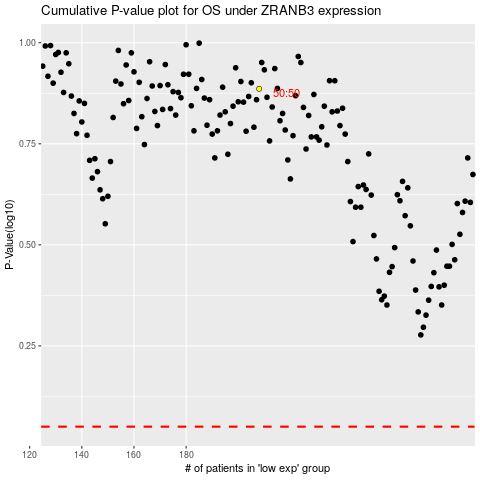 Cumulative P-value plot for OS under ZRANB3 expression
1.00
50:50
0.75
P-Value(log10)
0.50
0.25
120 140 160 180
# of patients in 'low exp' group